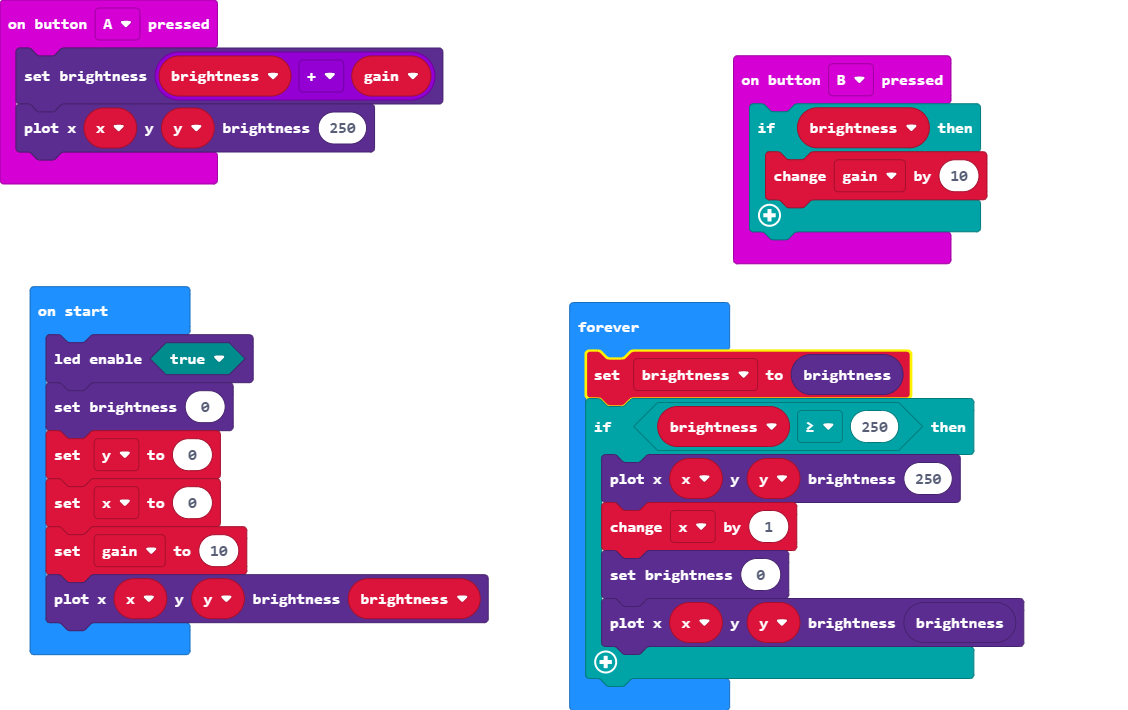 on button A pressed
set brightness brightness + gain
plot x x y y brightness 250
on button B pressed
if brightness then
change gain by 10
on start
led enable true
set brightness 0
set y to 0
set x to 0
set gain to 10
plot x x y y brightness brightness
forever
set brightness to brightness
if brightness ≥ 250 then
plot x x y y brightness 250
change x by 1
set brightness 0
plot x x y y brightness brightness